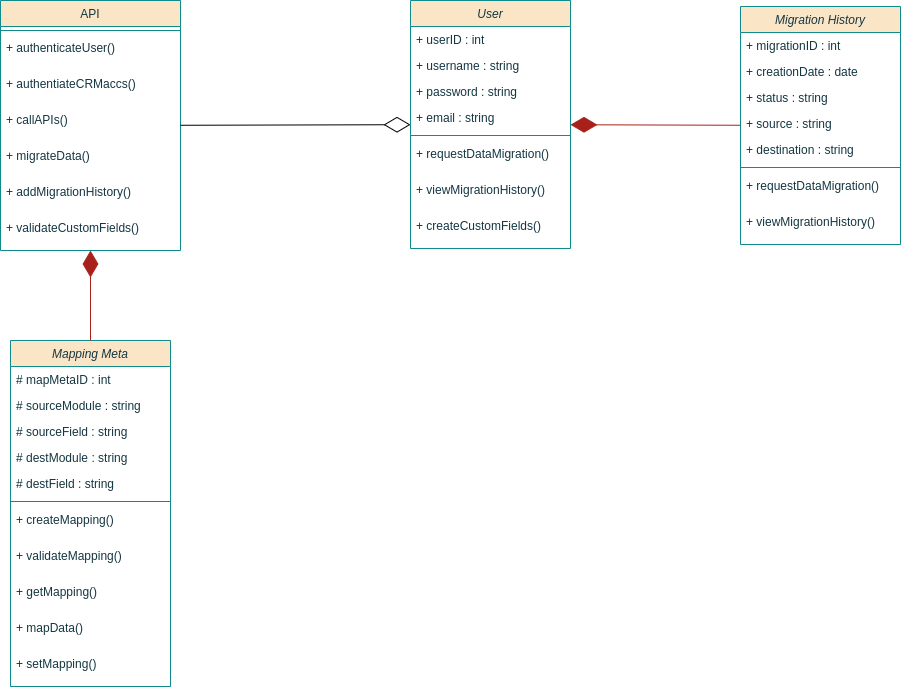 API
+ authenticateUser()
+ authentiateCRMaccs()
+ callAPIs()
+ migrateData()
+ addMigrationHistory()
+ validateCustomFields()
User
+ userID : int
+ username : string
+ password : string
+ email : string
+ requestDataMigration()
+ viewMigrationHistory()
+ createCustomFields()
Migration History
+ migrationID : int
+ creationDate : date
+ status : string
+ source : string
+ destination : string
+ requestDataMigration()
+ viewMigrationHistory()
Mapping Meta
# mapMetaID : int
# sourceModule : string
# sourceField : string
# destModule : string
# destField : string
+ createMapping()
+ validateMapping()
+ getMapping()
+ mapData()
+ setMapping()